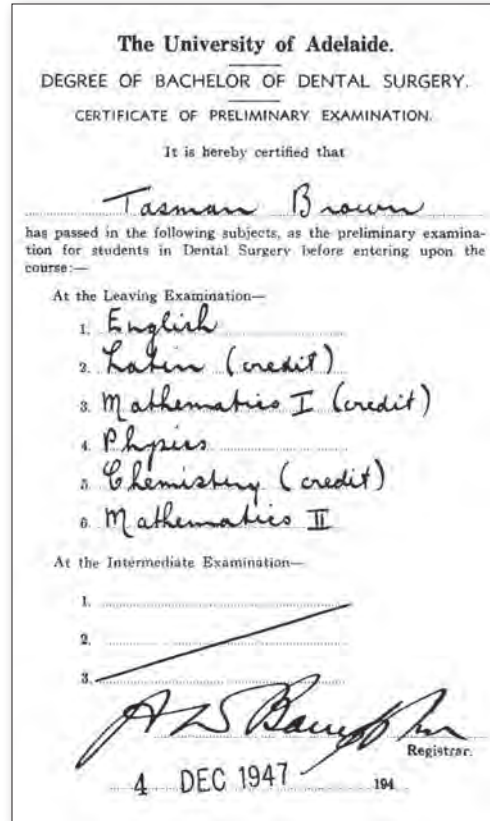 The University of Adelaide.
DEGREE OF BACHELOR OF DENTAL SURGERY.
CERTIFICATE OF PRELIMINARY EXAMINATION.
It is hereby certified that
Tasman Brown
has passed in the following subjects, as the preliminary examina-
tion for students in Dental Surgery before entering upon the
course:—
At the Leaving Examination—
1. English
2. Latin (credit)
3. Mathematics I (credit)
4. Physics
5. Chemistry (credit)
6. Mathematics II
At the Intermediate Examination—
1.
2.
3.
A W
Registrar.
4 DEC 1947 194